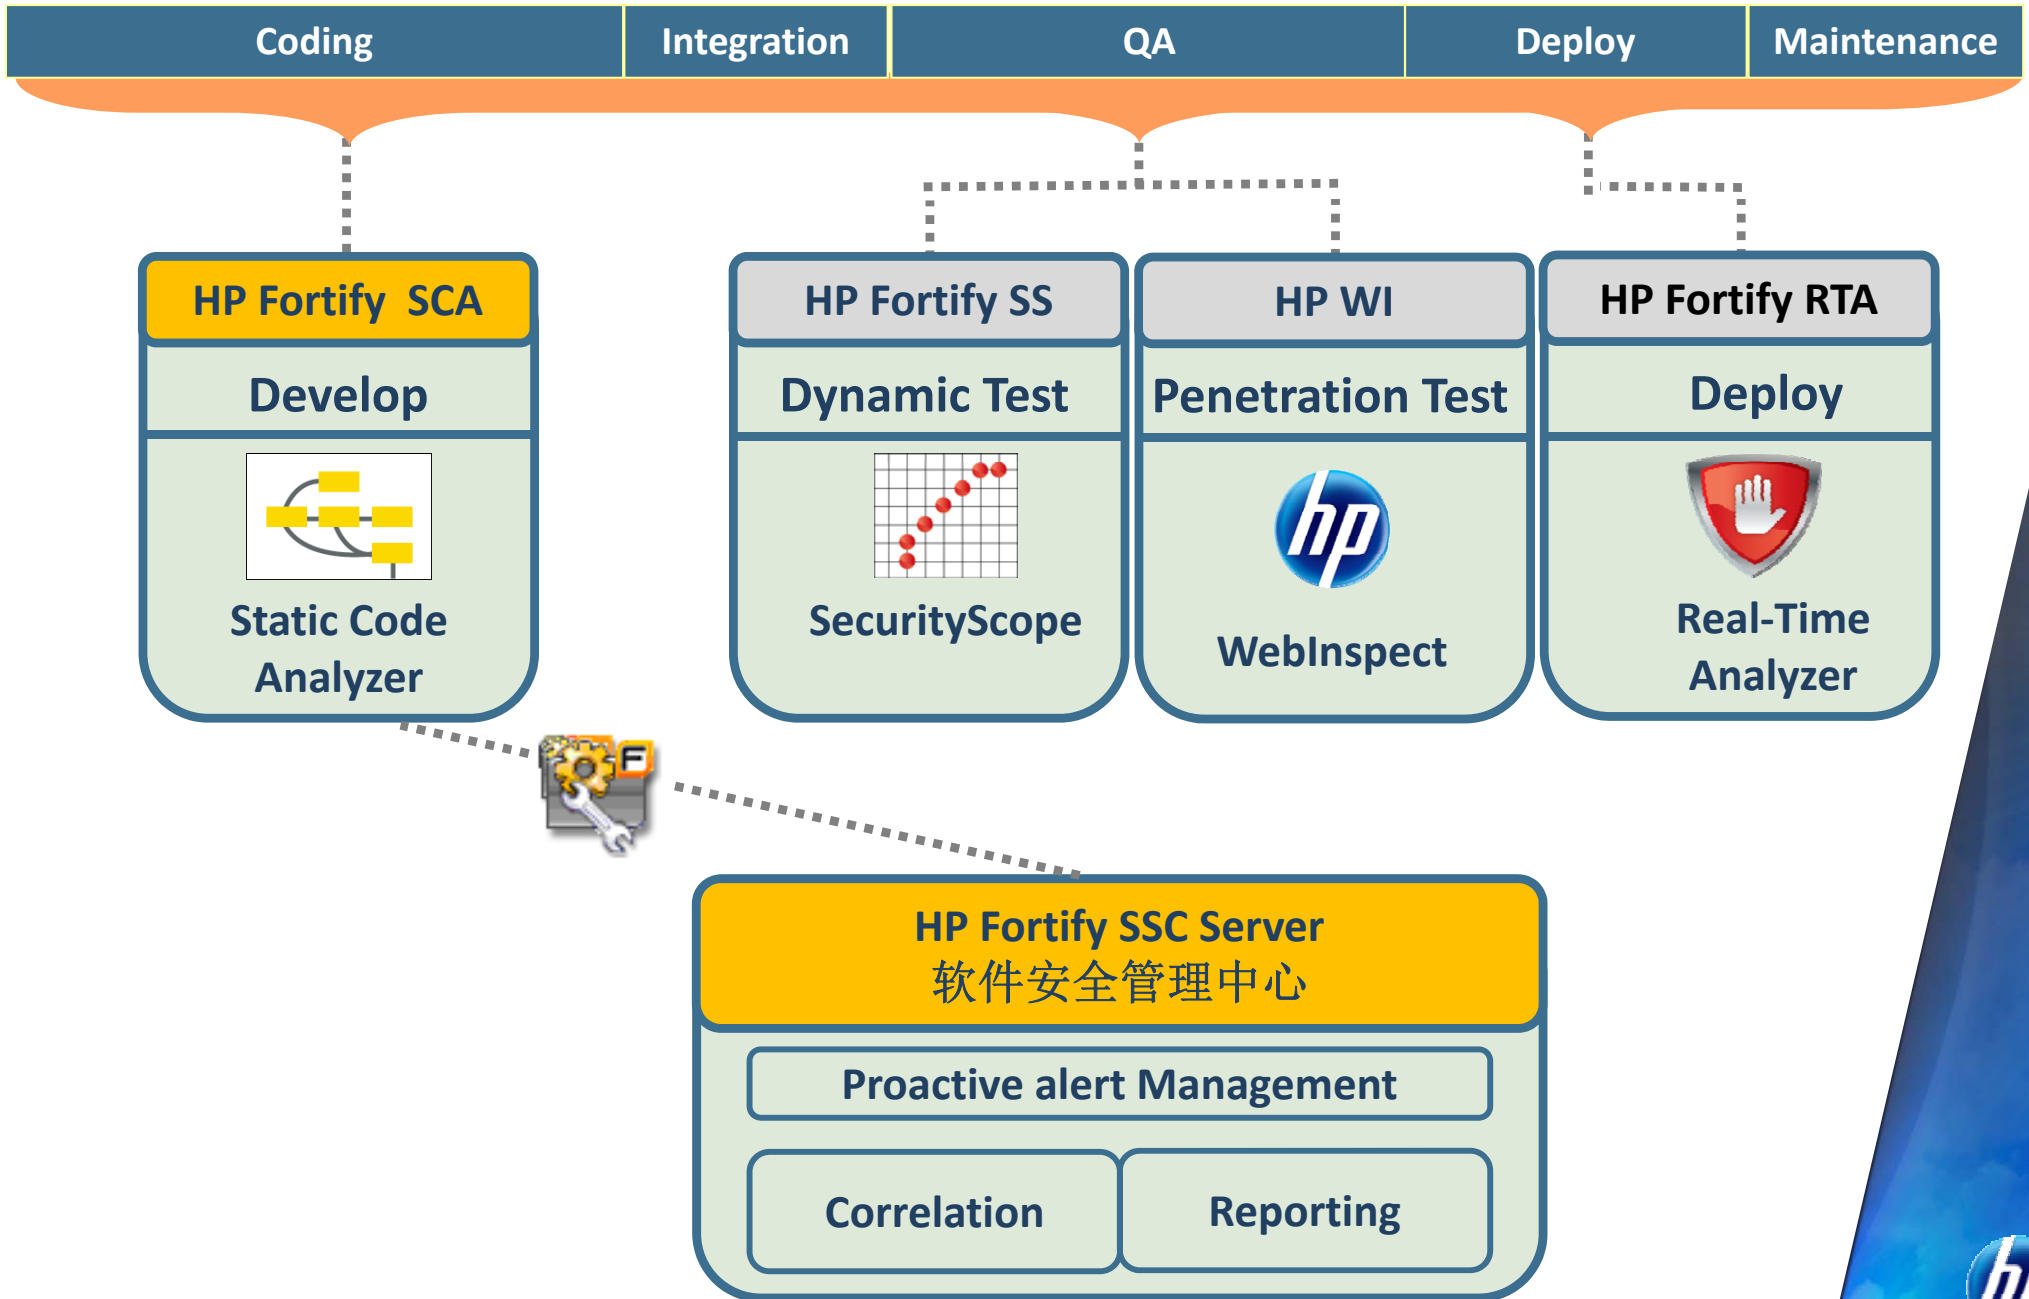 Coding
Integration
QA
Deploy
Maintenance
HP Fortify SCA
HP Fortify SS
HP WI
HP Fortify RTA
Develop
Dynamic Test
Penetration Test
Deploy
hp
Static Code
Analyzer
SecurityScope
WebInspect
Real-Time
Analyzer
F
HP Fortify SSC Server
软件安全管理中心
Proactive alert Management
Correlation
Reporting
hp